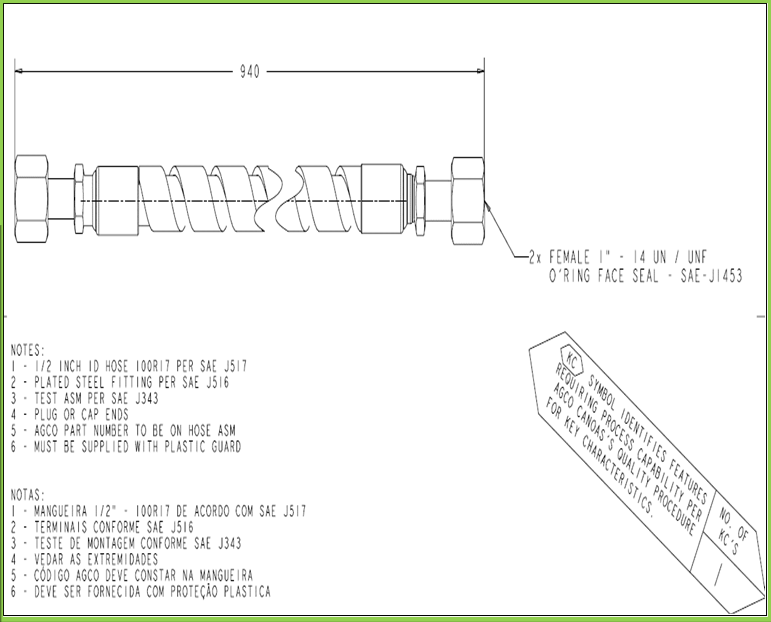 940
2x FEMALE 1" - 14 UN / UNF
O'RING FACE SEAL - SAE-J1453
NOTES:
1 - 1/2 INCH ID HOSE 100R17 PER SAE J517
2 - PLATED STEEL FITTING PER SAE J516
3 - TEST ASM PER SAE J343
4 - PLUG OR CAP ENDS
5 - AGCO PART NUMBER TO BE ON HOSE ASM
6 - MUST BE SUPPLIED WITH PLASTIC GUARD
NOTAS:
1 - MANGUEIRA 1/2" - 100R17 DE ACORDO COM SAE J517
2 - TERMINAIS CONFORME SAE J516
3 - TESTE DE MONTAGEM CONFORME SAE J343
4 - VEDAR AS EXTREMIDADES
5 - CÓDIGO AGCO DEVE CONSTAR NA MANGUEIRA
6 - DEVE SER FORNECIDA COM PROTEÇÃO PLASTICA
KC SYMBOL IDENTIFIES FEATURES
REQUIRING PROCESS CAPABILITY PER
AGCO CANOAS'S QUALITY PROCEDURE
FOR KEY CHARACTERISTICS.
NO. OF
KC'S
1